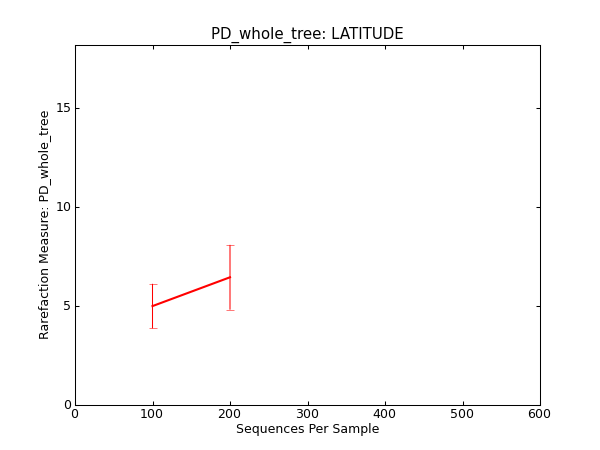 PD_whole_tree: LATITUDE
15
10
5
0
Rarefaction Measure: PD_whole_tree
0 100 200 300 400 500 600
Sequences Per Sample